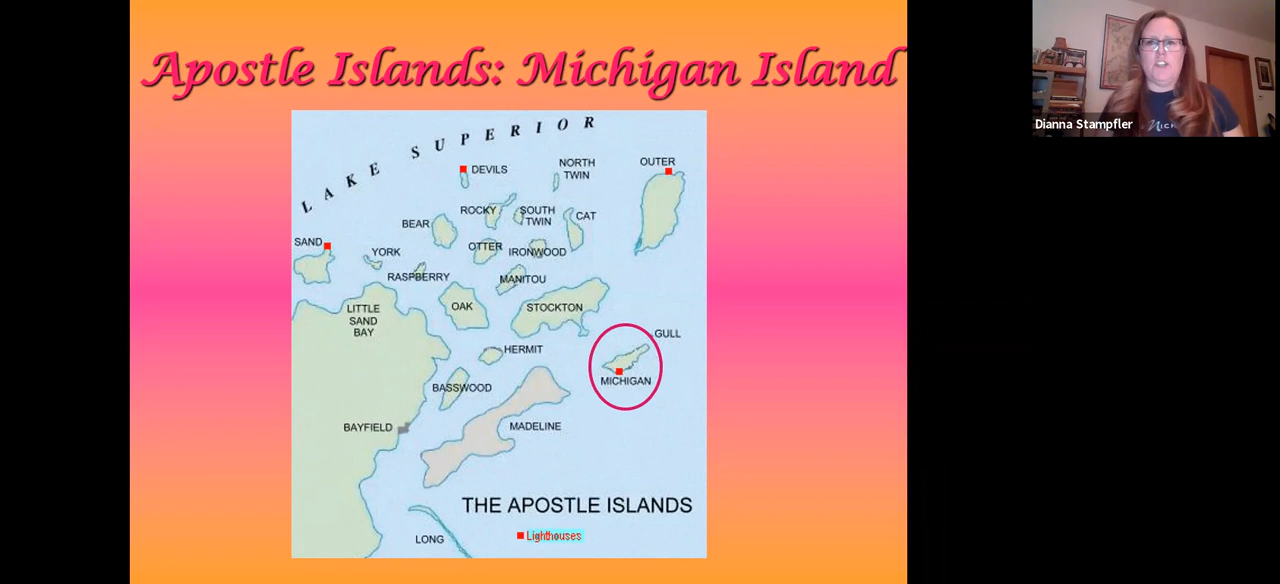 Apostle Islands: Michigan Island
LAKE SUPERIOR
DEVILS
NORTH
TWIN
OUTER
ROCKY
SOUTH
TWIN
CAT
BEAR
SAND
YORK
OTTER
IRONWOOD
RASPBERRY
MANITOU
LITTLE
SAND
BAY
OAK
STOCKTON
GULL
HERMIT
MICHIGAN
BASSWOOD
BAYFIELD
MADELINE
THE APOSTLE ISLANDS
LONG
Lighthouses
Dianna Stampfler